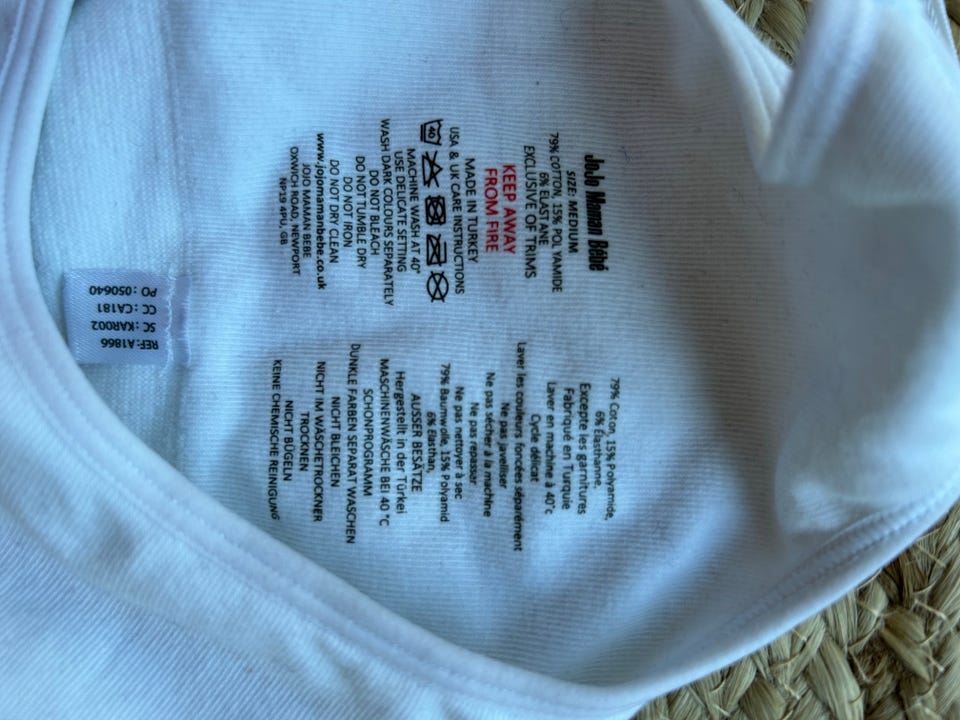 JoJo Maman Bébé
SIZE: MEDIUM
79% COTTON, 15% POLYAMIDE
6% ELASTANE
EXCLUSIVE OF TRIMS
KEEP AWAY
FROM FIRE
MADE IN TURKEY
USA & UK CARE INSTRUCTIONS
40
MACHINE WASH AT 40°
USE DELICATE SETTING
WASH DARK COLOURS SEPARATELY
DO NOT BLEACH
DO NOT TUMBLE DRY
DO NOT IRON
DO NOT DRY CLEAN
www.jojomamanbebe.co.uk
JOJO MAMAN BEBE
OXWICH ROAD, NEWPORT
NP19 4PU, GB
79% Coton, 15% Polyamide,
6% Élasthanne,
Excepte les garnitures
Fabriqué en Turquie
Laver en machine à 40°c
Cycle délicat
Laver les couleurs foncées séparément
Ne pas javelliser
Ne pas sécher à la machine
Ne pas repasser
Ne pas nettoyer à sec
79% Baumwolle, 15% Polyamid
6% Elasthan,
AUSSER BESÄTZE
Hergestellt in der Türkei
MASCHINENWÄSCHE BEI 40 °C
SCHONPROGRAMM
DUNKLE FARBEN SEPARAT WASCHEN
NICHT BLEICHEN
NICHT IM WÄSCHETROCKNER
TROCKNEN
NICHT BÜGELN
KEINE CHEMISCHE REINIGUNG
REF: A1866
SC: KAR002
CC: CA181
PO: 050640